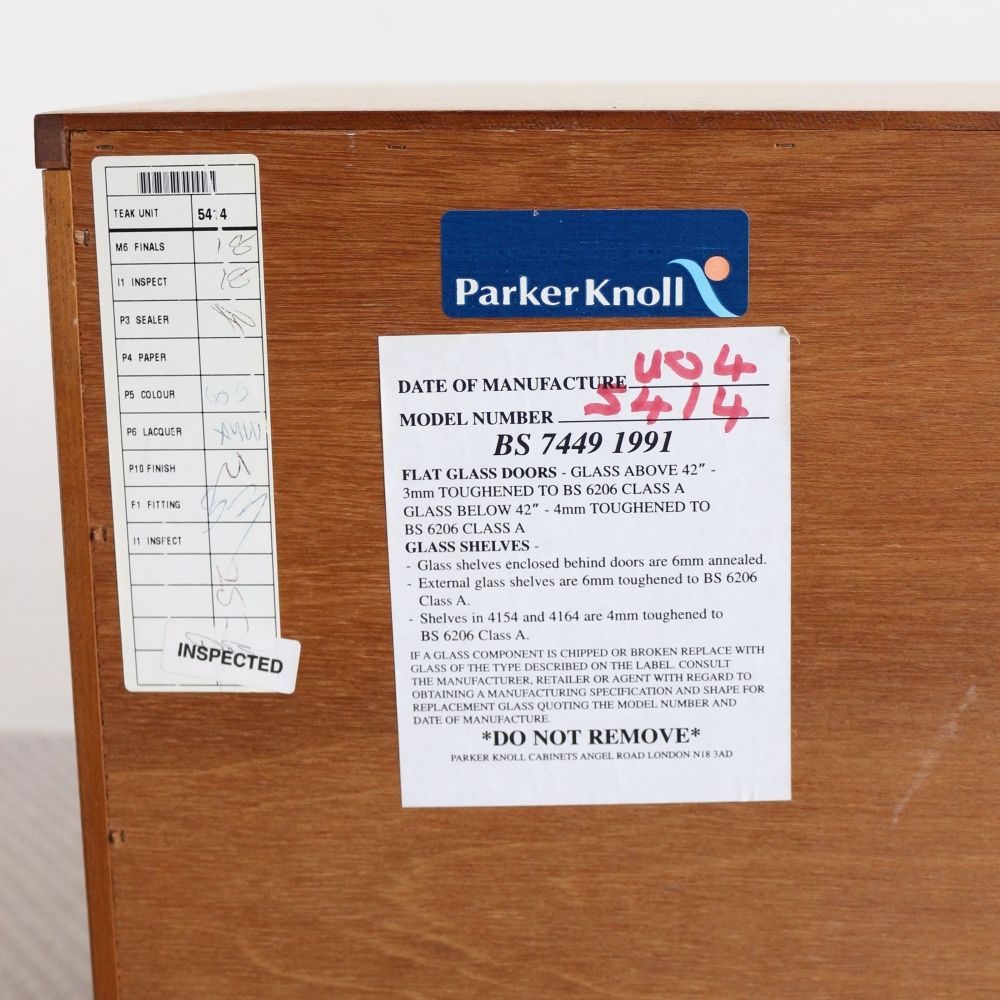 TEAK UNIT 54 4
M6 FINALS 18
I1 INSPECT 18
P3 SEALER
P4 PAPER
P5 COLOUR
P6 LACQUER
P10 FINISH
F1 FITTING
I1 INSPECT
INSPECTED
Parker Knoll
DATE OF MANUFACTURE U04
MODEL NUMBER 5414
BS 7449 1991
FLAT GLASS DOORS - GLASS ABOVE 42" -
3mm TOUGHENED TO BS 6206 CLASS A
GLASS BELOW 42" - 4mm TOUGHENED TO
BS 6206 CLASS A
GLASS SHELVES -
- Glass shelves enclosed behind doors are 6mm annealed.
- External glass shelves are 6mm toughened to BS 6206
Class A.
- Shelves in 4154 and 4164 are 4mm toughened to
BS 6206 Class A.
IF A GLASS COMPONENT IS CHIPPED OR BROKEN REPLACE WITH
GLASS OF THE TYPE DESCRIBED ON THE LABEL. CONSULT
THE MANUFACTURER, RETAILER OR AGENT WITH REGARD TO
OBTAINING A MANUFACTURING SPECIFICATION AND SHAPE FOR
REPLACEMENT GLASS QUOTING THE MODEL NUMBER AND
DATE OF MANUFACTURE.
*DO NOT REMOVE*
PARKER KNOLL CABINETS ANGEL ROAD LONDON N18 3AD